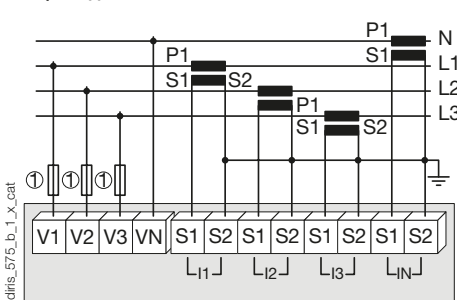 P1 N
P1 S1 L1
S1 S2 L2
P1 L3
S1 S2
① ① ①
V1 V2 V3 VN S1 S2 S1 S2 S1 S2 S1 S2
I1 I2 I3 IN
diris_575_b_1_x_cat